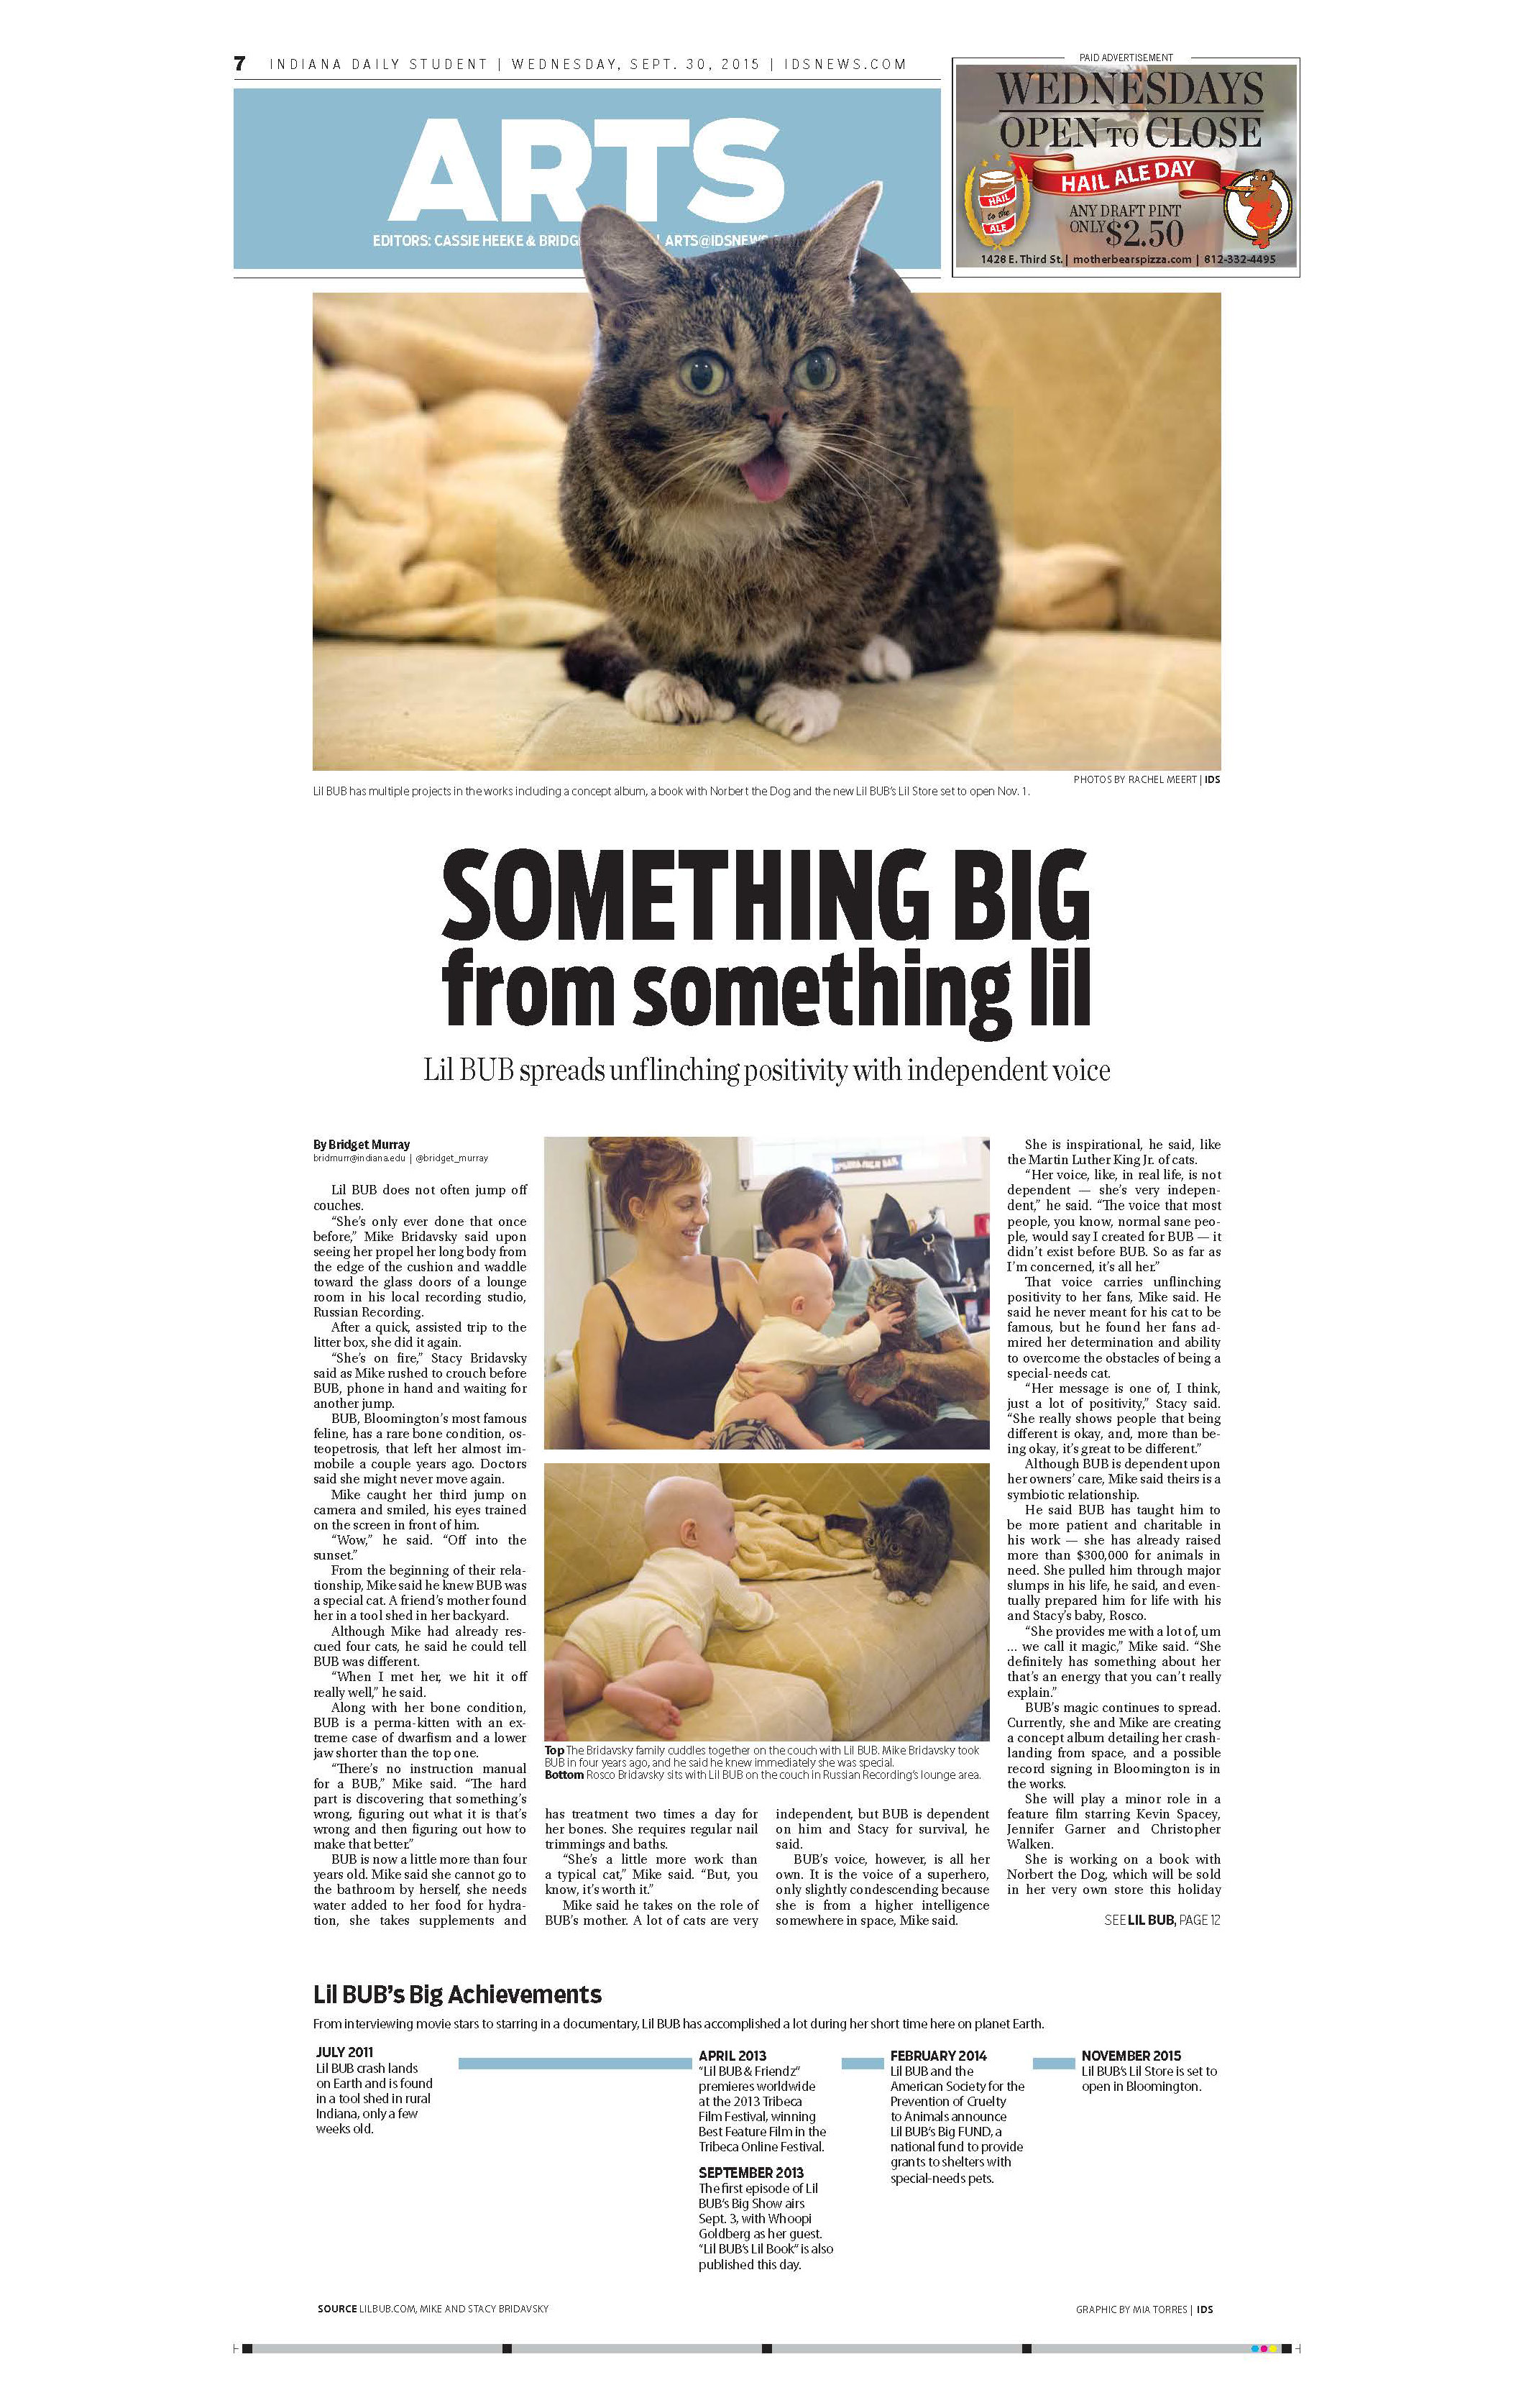 7 INDIANA DAILY STUDENT | WEDNESDAY, SEPT. 30, 2015 | IDSNEWS.COM
ARTS
EDITORS: CASSIE HEEKE & BRIDG | ARTS@IDSNEWS
PAID ADVERTISEMENT
WEDNESDAYS
OPEN TO CLOSE
HAIL ALE DAY
HAIL
to the
ALE
ANY DRAFT PINT
ONLY $2.50
1428 E. Third St. | motherbearspizza.com | 812-332-4495
PHOTOS BY RACHEL MEERT | IDS
Lil BUB has multiple projects in the works including a concept album, a book with Norbert the Dog and the new Lil BUB's Lil Store set to open Nov. 1.
SOMETHING BIG
from something lil
Lil BUB spreads unflinching positivity with independent voice
By Bridget Murray
bridmurr@indiana.edu | @bridget_murray
Lil BUB does not often jump off
couches.
“She's only ever done that once
before,” Mike Bridavsky said upon
seeing her propel her long body from
the edge of the cushion and waddle
toward the glass doors of a lounge
room in his local recording studio,
Russian Recording.
After a quick, assisted trip to the
litter box, she did it again.
“She's on fire,” Stacy Bridavsky
said as Mike rushed to crouch before
BUB, phone in hand and waiting for
another jump.
BUB, Bloomington's most famous
feline, has a rare bone condition, os-
teopetrosis, that left her almost im-
mobile a couple years ago. Doctors
said she might never move again.
Mike caught her third jump on
camera and smiled, his eyes trained
on the screen in front of him.
“Wow,” he said. “Off into the
sunset.”
From the beginning of their rela-
tionship, Mike said he knew BUB was
a special cat. A friend's mother found
her in a tool shed in her backyard.
Although Mike had already res-
cued four cats, he said he could tell
BUB was different.
“When I met her, we hit it off
really well,” he said.
Along with her bone condition,
BUB is a perma-kitten with an ex-
treme case of dwarfism and a lower
jaw shorter than the top one.
“There's no instruction manual
for a BUB,” Mike said. “The hard
part is discovering that something's
wrong, figuring out what it is that's
wrong and then figuring out how to
make that better.”
BUB is now a little more than four
years old. Mike said she cannot go to
the bathroom by herself, she needs
water added to her food for hydra-
tion, she takes supplements and
Top The Bridavsky family cuddles together on the couch with Lil BUB. Mike Bridavsky took
BUB in four years ago, and he said he knew immediately she was special.
Bottom Rosco Bridavsky sits with Lil BUB on the couch in Russian Recording's lounge area.
has treatment two times a day for
her bones. She requires regular nail
trimmings and baths.
“She's a little more work than
a typical cat,” Mike said. “But, you
know, it's worth it.”
Mike said he takes on the role of
BUB's mother. A lot of cats are very
independent, but BUB is dependent
on him and Stacy for survival, he
said.
BUB's voice, however, is all her
own. It is the voice of a superhero,
only slightly condescending because
she is from a higher intelligence
somewhere in space, Mike said.
She is inspirational, he said, like
the Martin Luther King Jr. of cats.
“Her voice, like, in real life, is not
dependent — she's very indepen-
dent,” he said. “The voice that most
people, you know, normal sane peo-
ple, would say I created for BUB — it
didn't exist before BUB. So as far as
I'm concerned, it's all her.”
That voice carries unflinching
positivity to her fans, Mike said. He
said he never meant for his cat to be
famous, but he found her fans ad-
mired her determination and ability
to overcome the obstacles of being a
special-needs cat.
“Her message is one of, I think,
just a lot of positivity,” Stacy said.
“She really shows people that being
different is okay, and, more than be-
ing okay, it's great to be different.”
Although BUB is dependent upon
her owners' care, Mike said theirs is a
symbiotic relationship.
He said BUB has taught him to
be more patient and charitable in
his work — she has already raised
more than $300,000 for animals in
need. She pulled him through major
slumps in his life, he said, and even-
tually prepared him for life with his
and Stacy's baby, Rosco.
“She provides me with a lot of, um
... we call it magic,” Mike said. “She
definitely has something about her
that's an energy that you can't really
explain.”
BUB's magic continues to spread.
Currently, she and Mike are creating
a concept album detailing her crash-
landing from space, and a possible
record signing in Bloomington is in
the works.
She will play a minor role in a
feature film starring Kevin Spacey,
Jennifer Garner and Christopher
Walken.
She is working on a book with
Norbert the Dog, which will be sold
in her very own store this holiday
SEE LIL BUB, PAGE 12
Lil BUB's Big Achievements
From interviewing movie stars to starring in a documentary, Lil BUB has accomplished a lot during her short time here on planet Earth.
JULY 2011
Lil BUB crash lands
on Earth and is found
in a tool shed in rural
Indiana, only a few
weeks old.
APRIL 2013
“Lil BUB & Friendz”
premieres worldwide
at the 2013 Tribeca
Film Festival, winning
Best Feature Film in the
Tribeca Online Festival.
SEPTEMBER 2013
The first episode of Lil
BUB's Big Show airs
Sept. 3, with Whoopi
Goldberg as her guest.
“Lil BUB's Lil Book” is also
published this day.
FEBRUARY 2014
Lil BUB and the
American Society for the
Prevention of Cruelty
to Animals announce
Lil BUB's Big FUND, a
national fund to provide
grants to shelters with
special-needs pets.
NOVEMBER 2015
Lil BUB's Lil Store is set to
open in Bloomington.
SOURCE LILBUB.COM, MIKE AND STACY BRIDAVSKY
GRAPHIC BY MIA TORRES | IDS